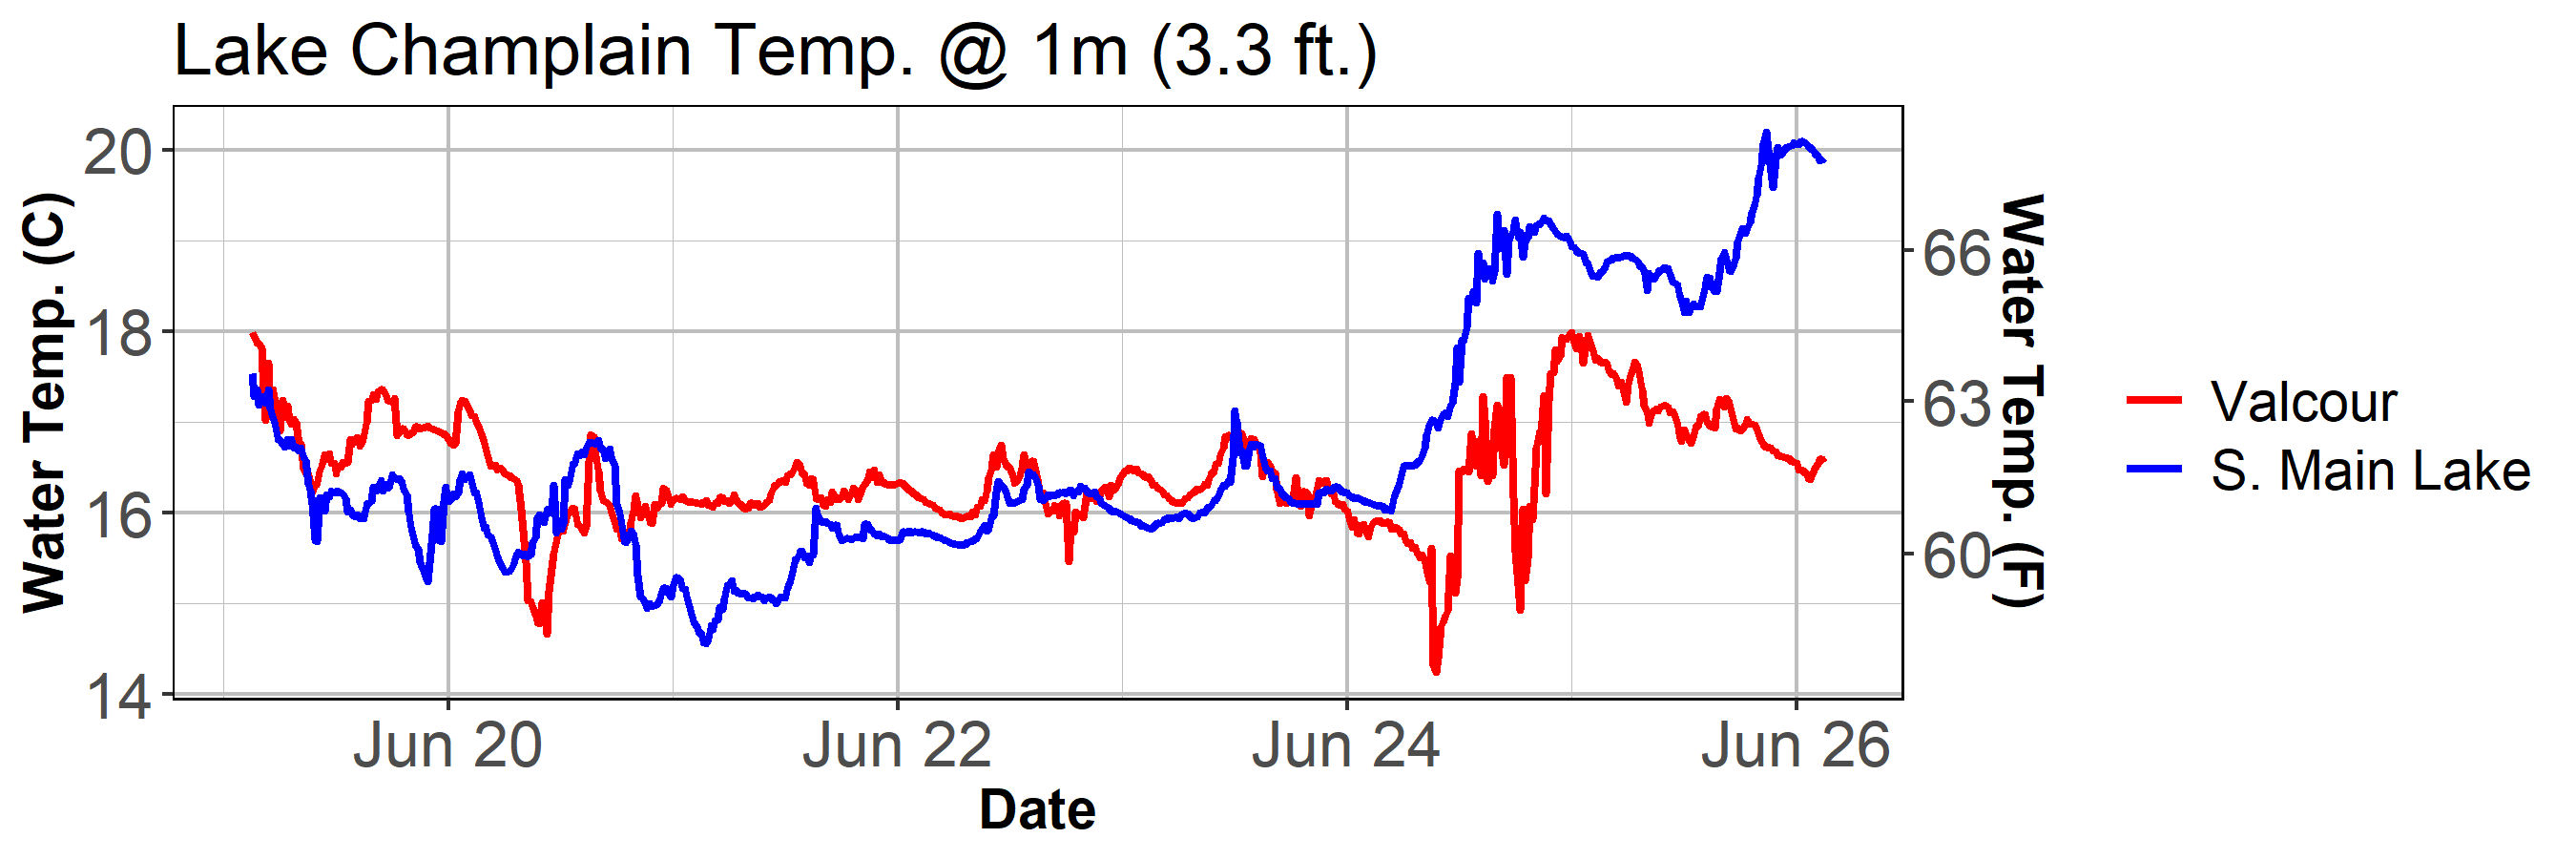 Lake Champlain Temp. @ 1m (3.3 ft.)
Water Temp. (C)
20
18
16
14
66
63
60
Water Temp. (F)
Jun 20
Jun 22
Jun 24
Jun 26
Date
Valcour
S. Main Lake